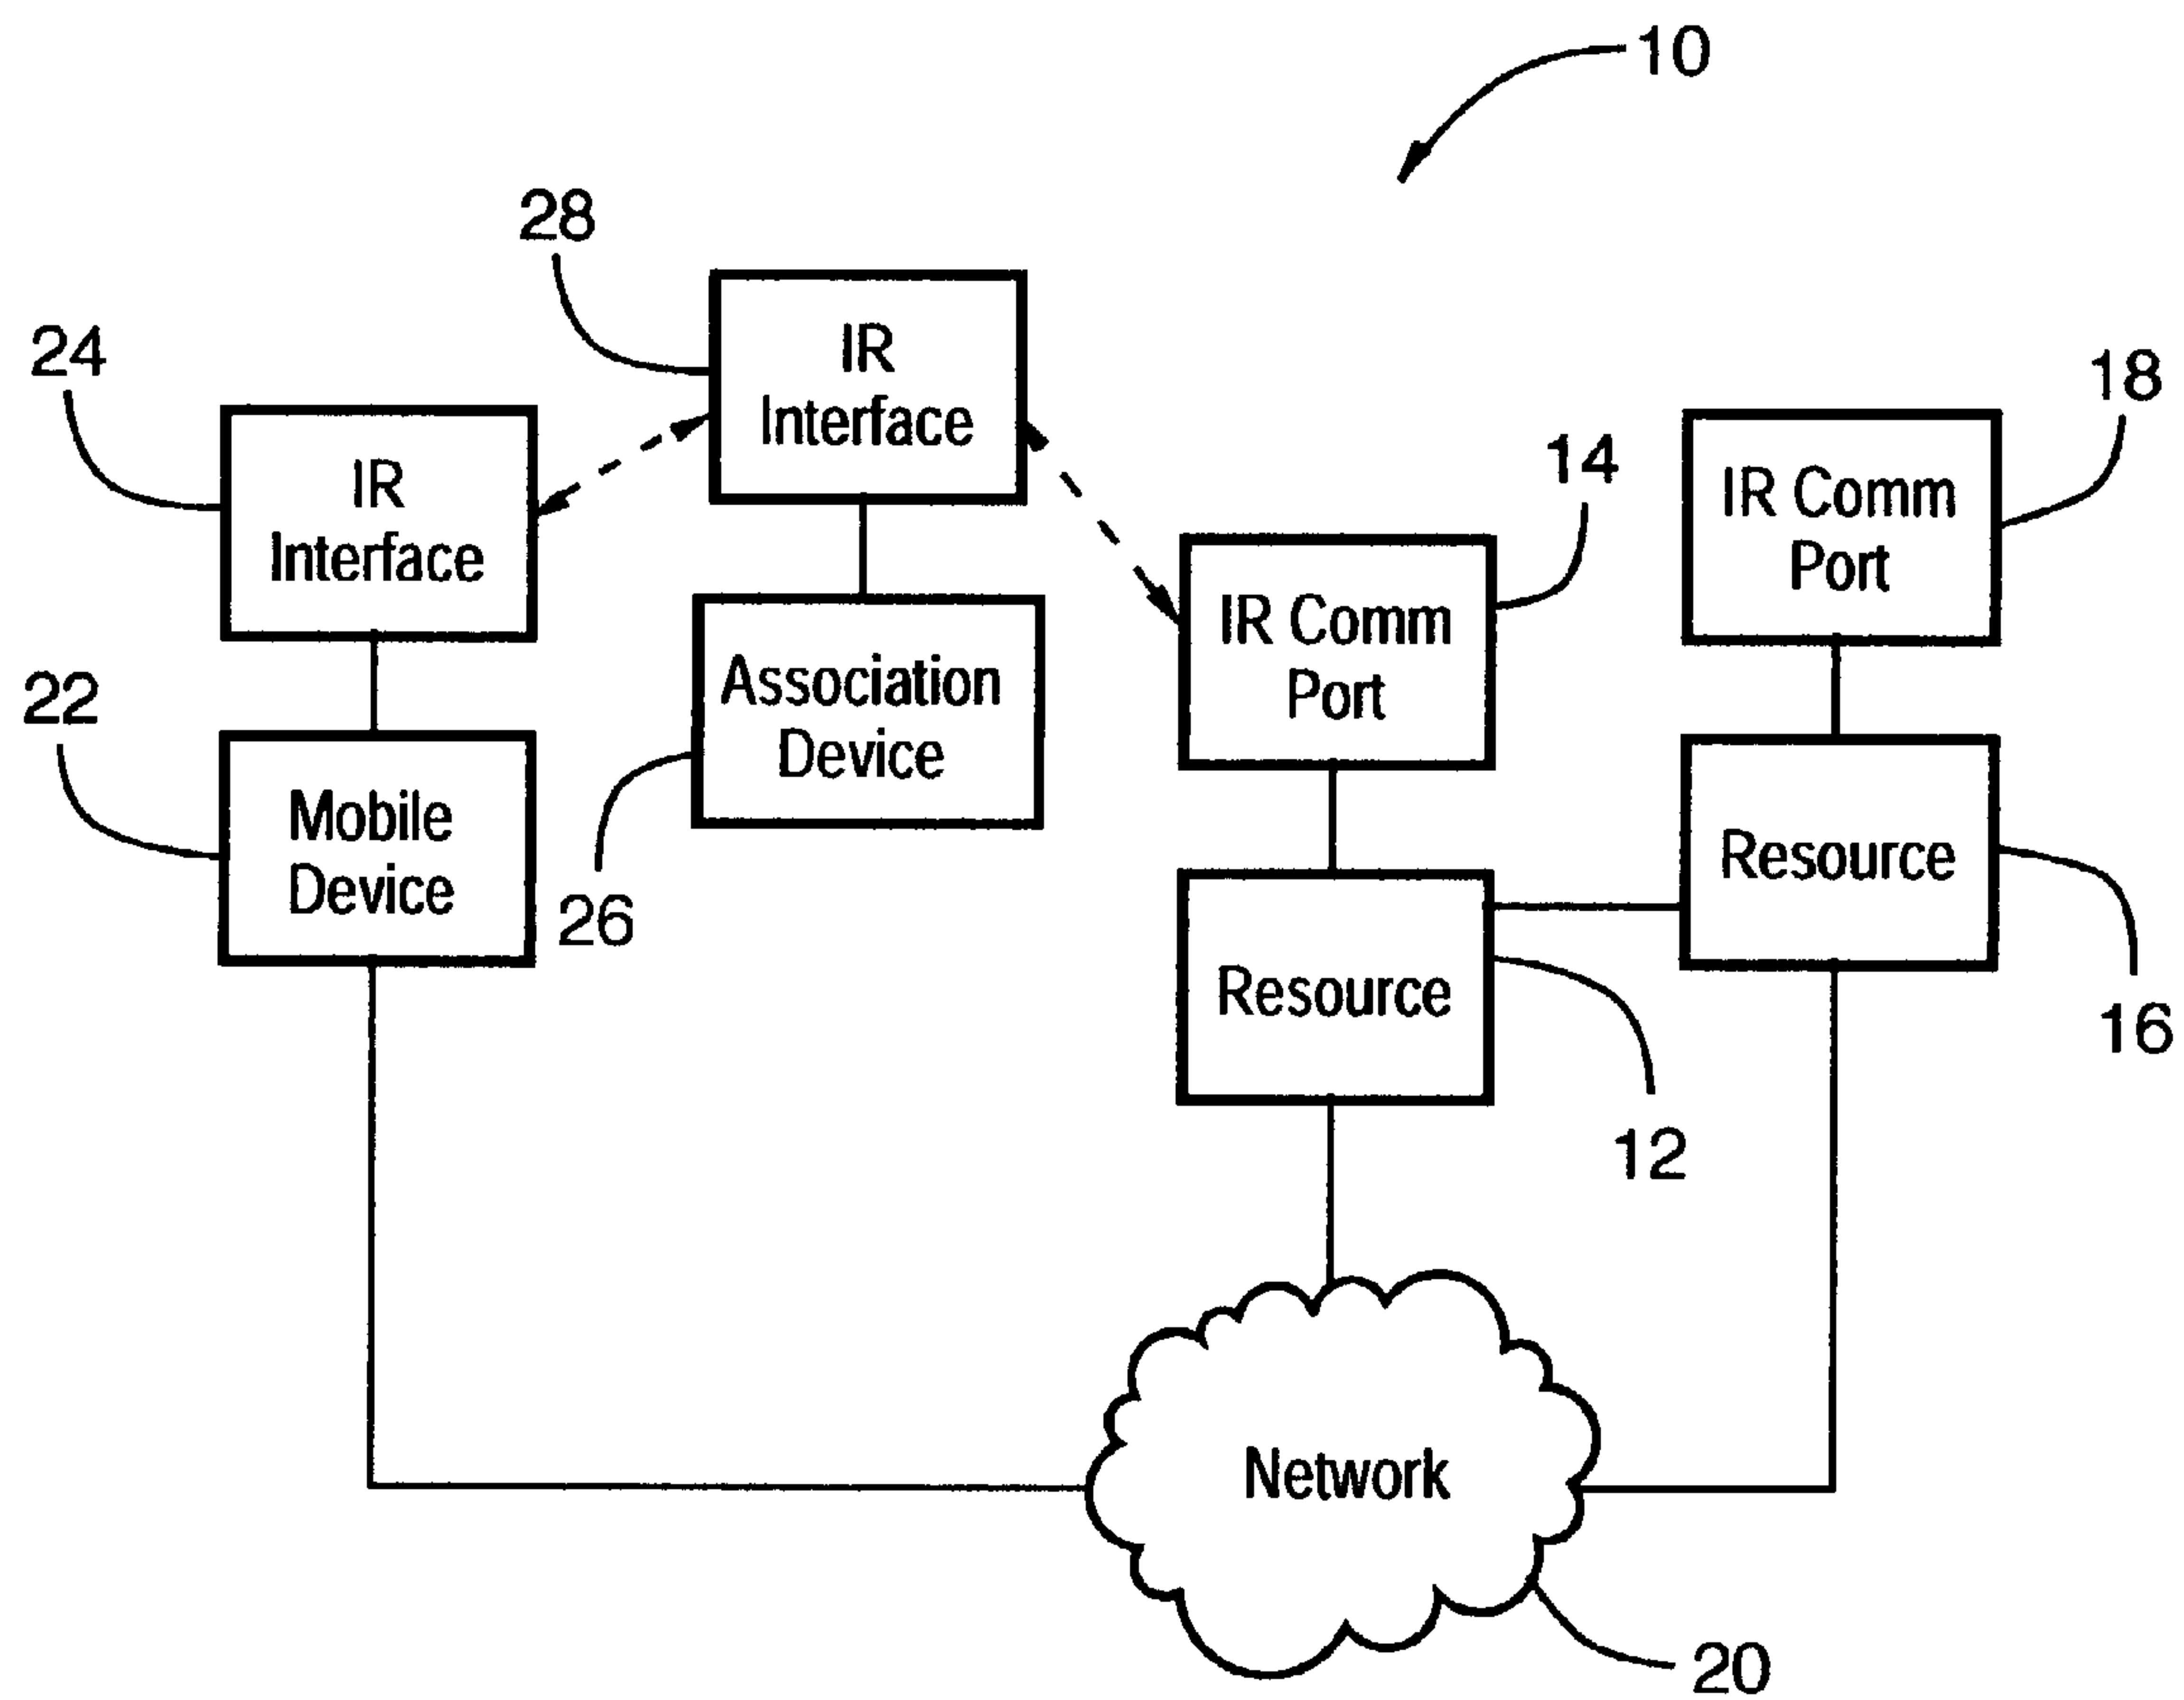 10
28
IR
Interface
24
IR
Interface
18
IR Comm
Port
14
IR Comm
Port
Association
Device
22
Mobile
Device
26
Resource
16
Resource
12
Network
20